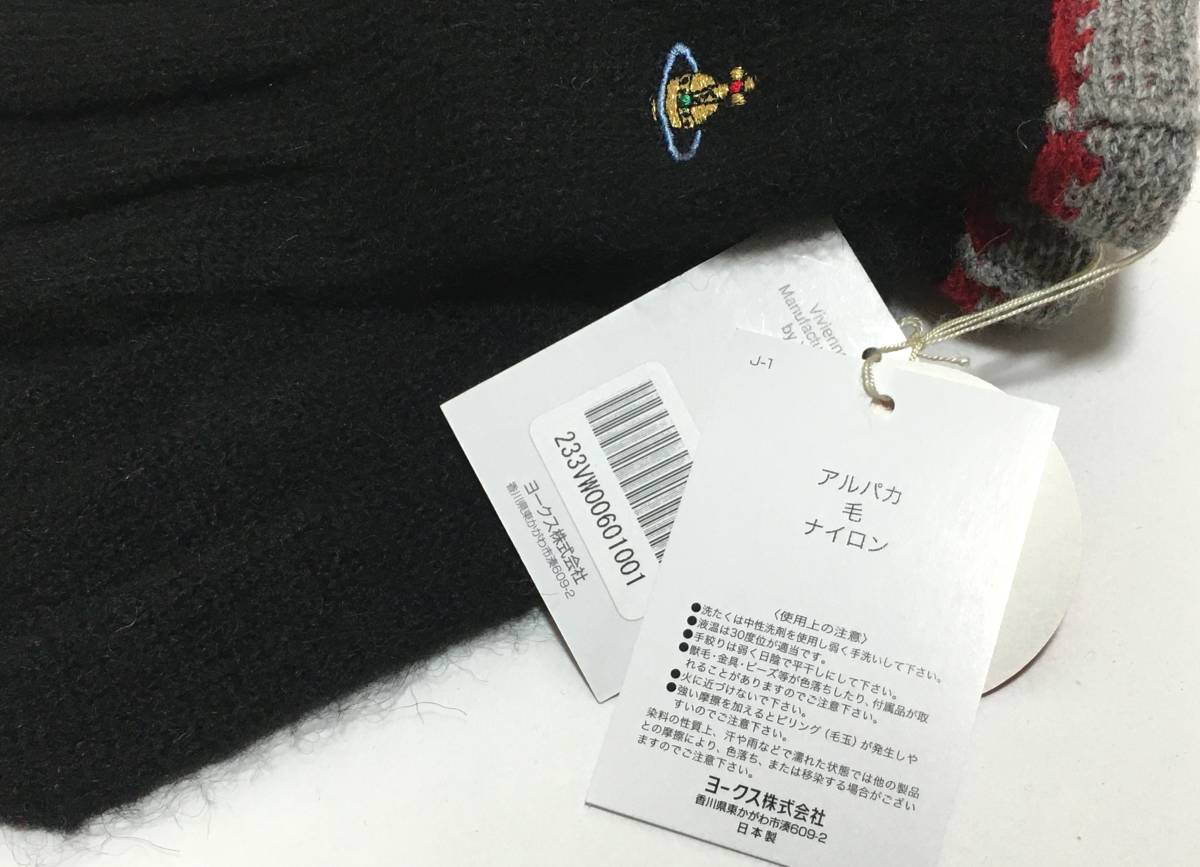 Vivienne
Manufactu
by
233VW00601001
ヨークス株式会社
香川県東かがわ市湊609-2
J-1
アルパカ
毛
ナイロン
〈使用上の注意〉
●洗たくは中性洗剤を使用し弱く手洗いして下さい。
●液温は30度位が適当です。
●手絞りは弱く日陰で平干しにして下さい。
●獣毛・金具・ビーズ等が色落ちしたり、付属品が取
れることがありますのでご注意下さい。
●火に近づけないで下さい。
●強い摩擦を加えるとピリング（毛玉）が発生しや
すいのでご注意下さい。
染料の性質上、汗や雨などで濡れた状態では他の製品
との摩擦により、色落ち、または移染する場合がござい
ますのでご注意下さい。
ヨークス株式会社
香川県東かがわ市湊609-2
日本製